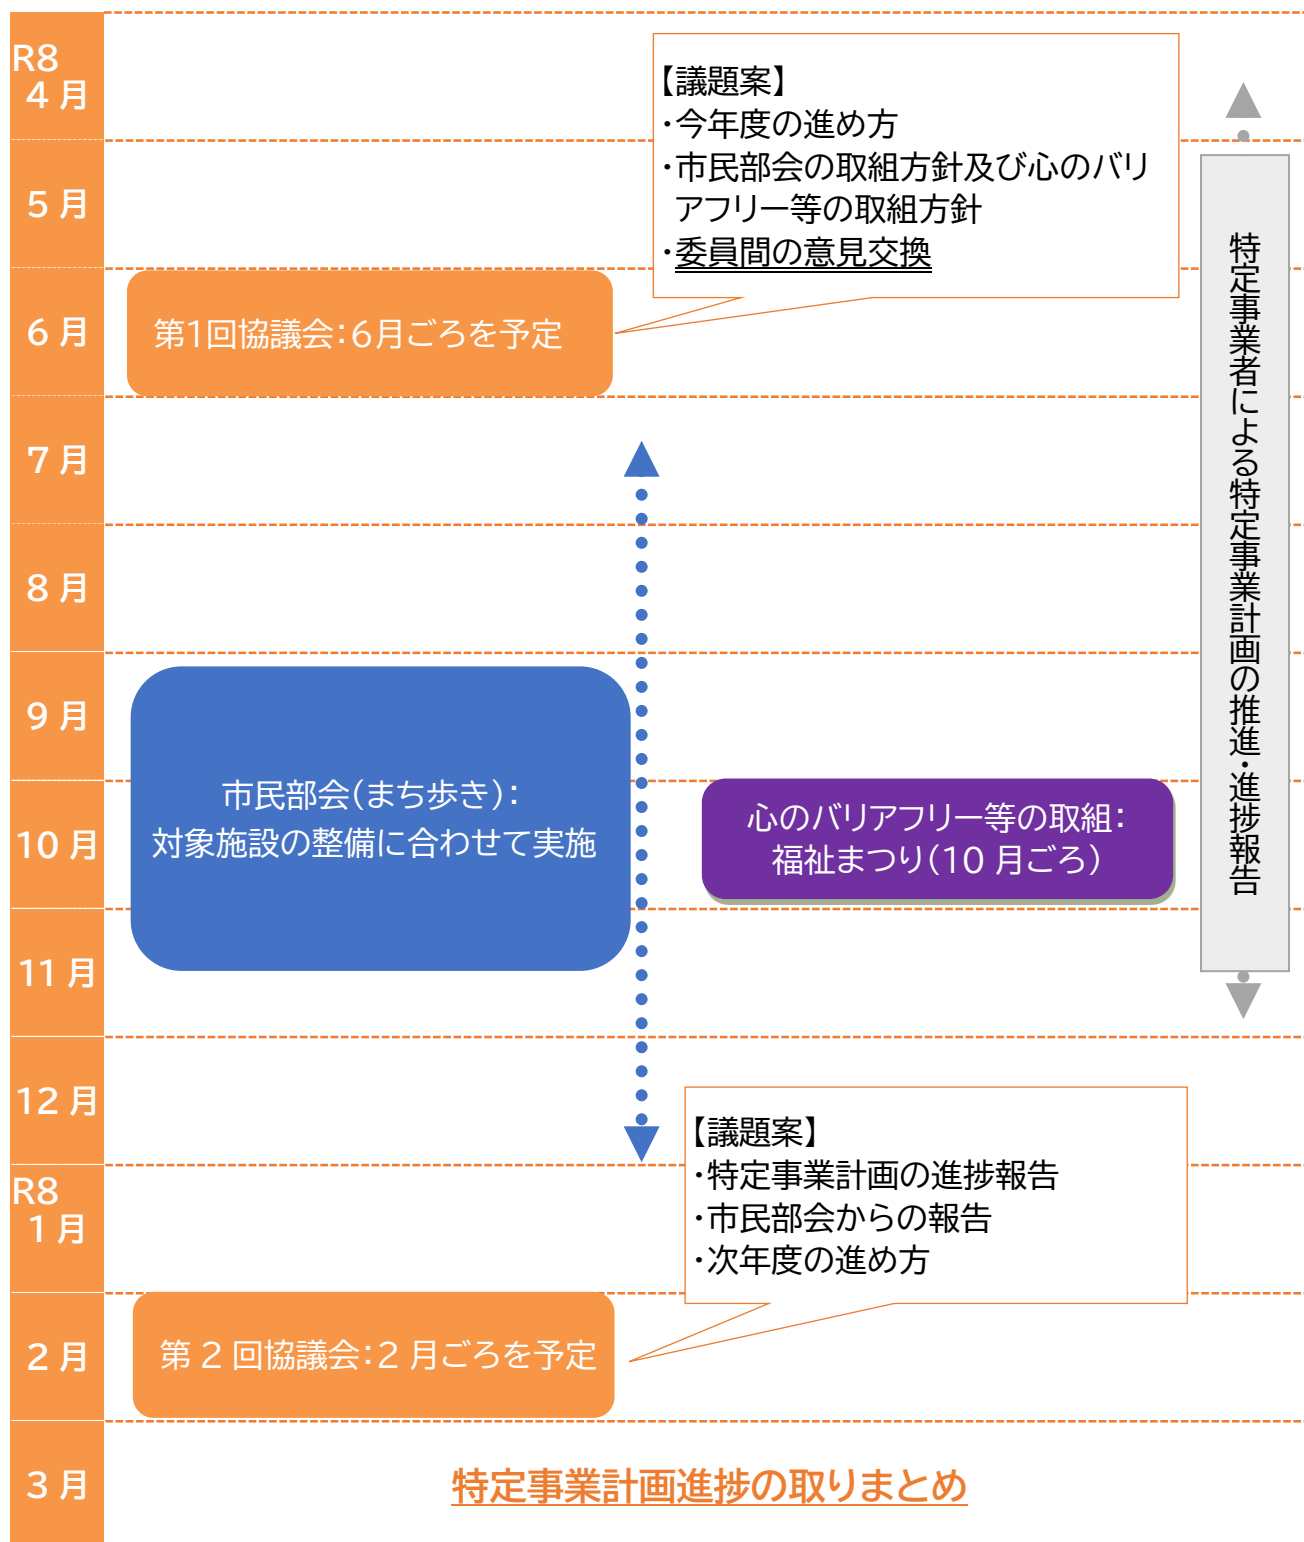 R8
4 月
【議題案】
・今年度の進め方
・市民部会の取組方針及び心のバリ
アフリー等の取組方針
・委員間の意見交換
5 月
6 月
第1回協議会：6月ごろを予定
特定事業者による特定事業計画の推進・進捗報告
7 月
8 月
9 月
市民部会（まち歩き）：
対象施設の整備に合わせて実施
10 月
心のバリアフリー等の取組：
福祉まつり（10 月ごろ）
11 月
12 月
【議題案】
・特定事業計画の進捗報告
・市民部会からの報告
・次年度の進め方
R8
1 月
2 月
第 2 回協議会：2 月ごろを予定
3 月
特定事業計画進捗の取りまとめ